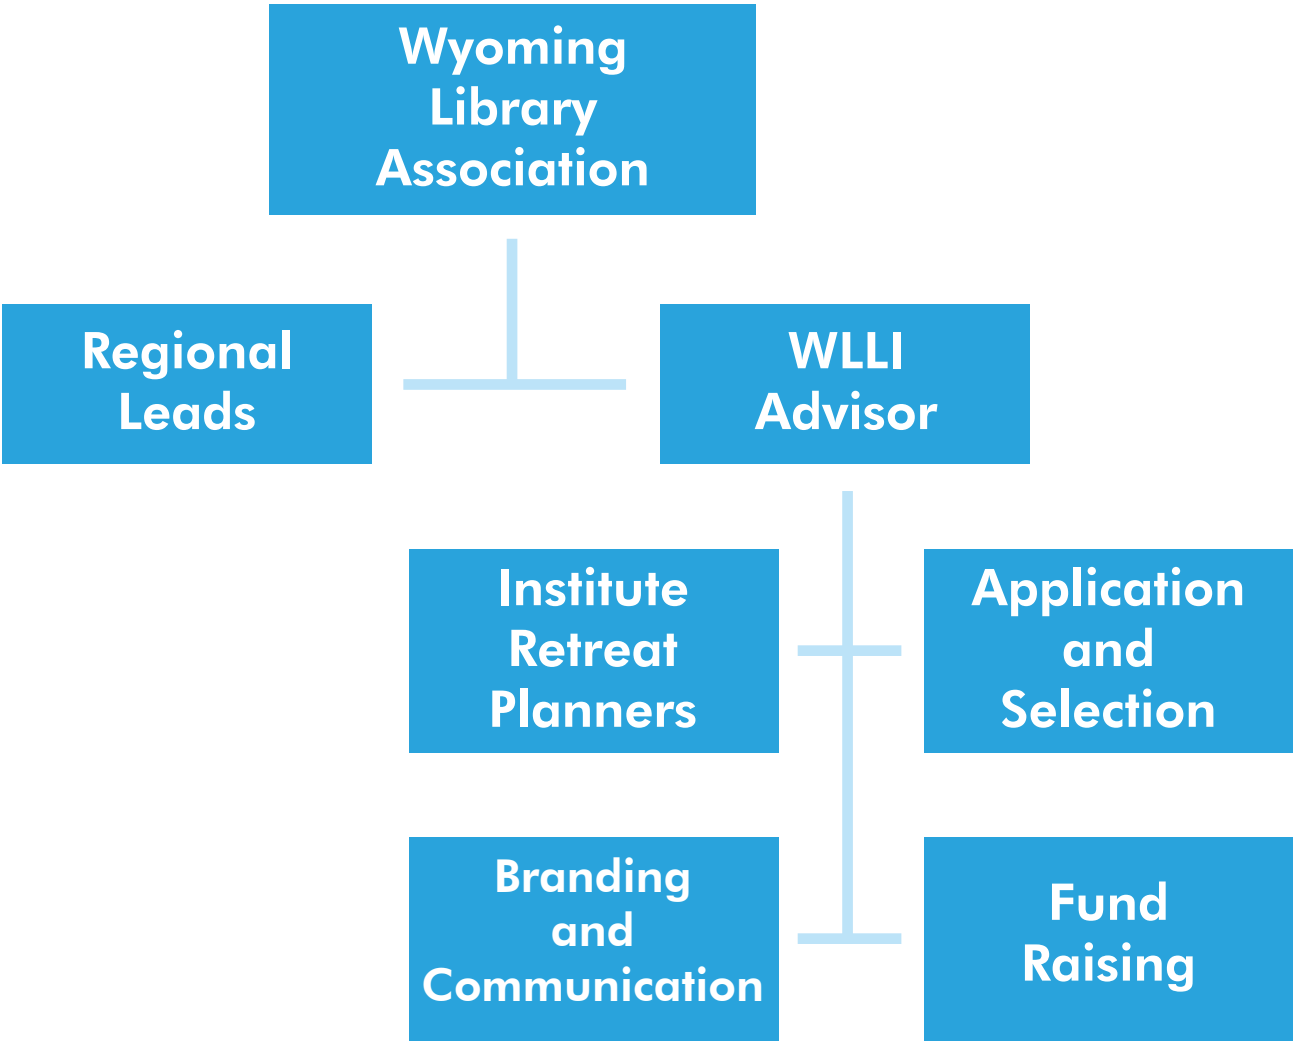 Wyoming
Library
Association
Regional
Leads
WLLI
Advisor
Institute
Retreat
Planners
Application
and
Selection
Branding
and
Communication
Fund
Raising